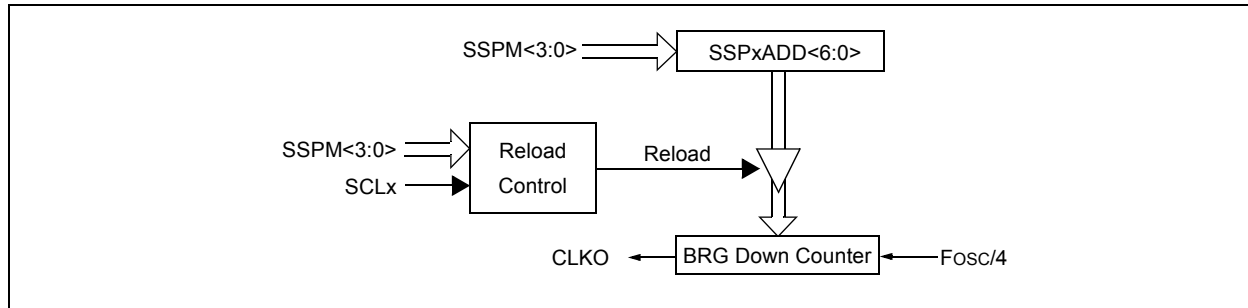 SSPM<3:0>
SSPxADD<6:0>
SSPM<3:0>
SCLx
Reload
Control
Reload
CLKO
BRG Down Counter
FOSC/4